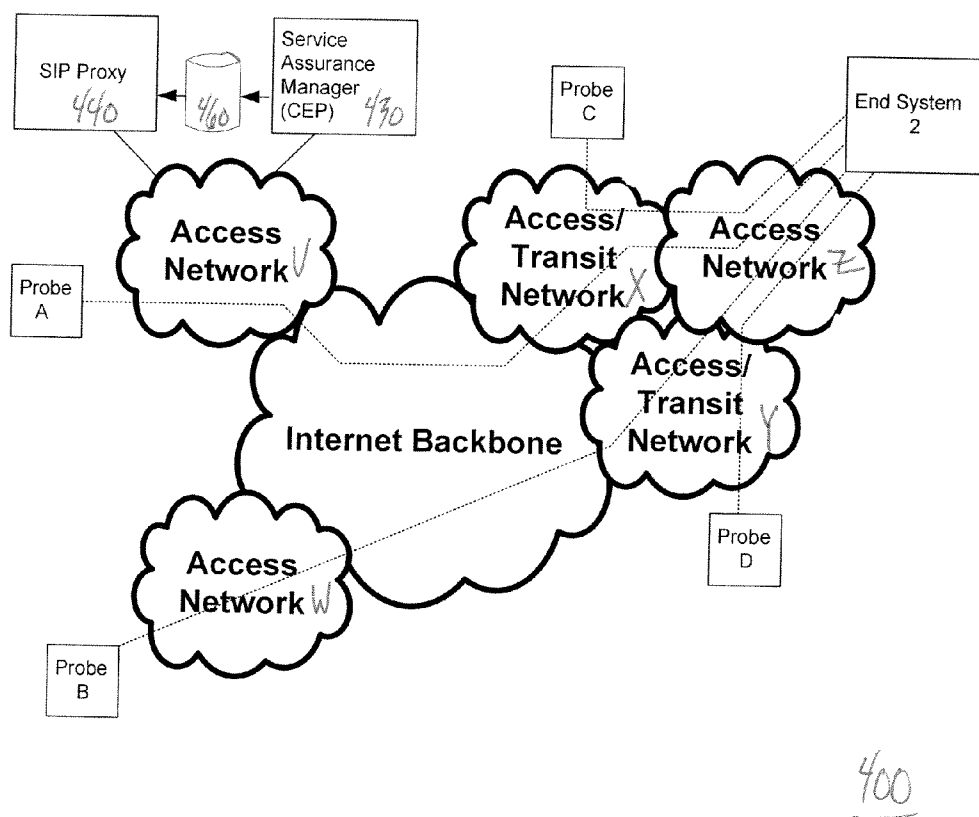 SIP Proxy
440
460
Service
Assurance
Manager
(CEP) 430
Probe
C
End System
2
Access
Network V
Access/
Transit
Network X
Access
Network Z
Probe
A
Access/
Transit
Network Y
Internet Backbone
Access
Network W
Probe
D
Probe
B
400